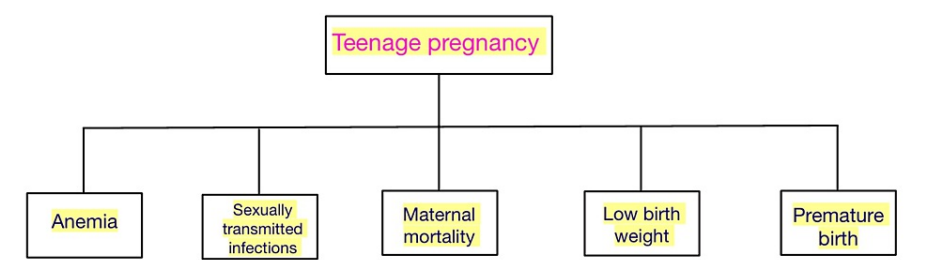 Teenage pregnancy
Anemia
Sexually
transmitted
infections
Maternal
mortality
Low birth
weight
Premature
birth